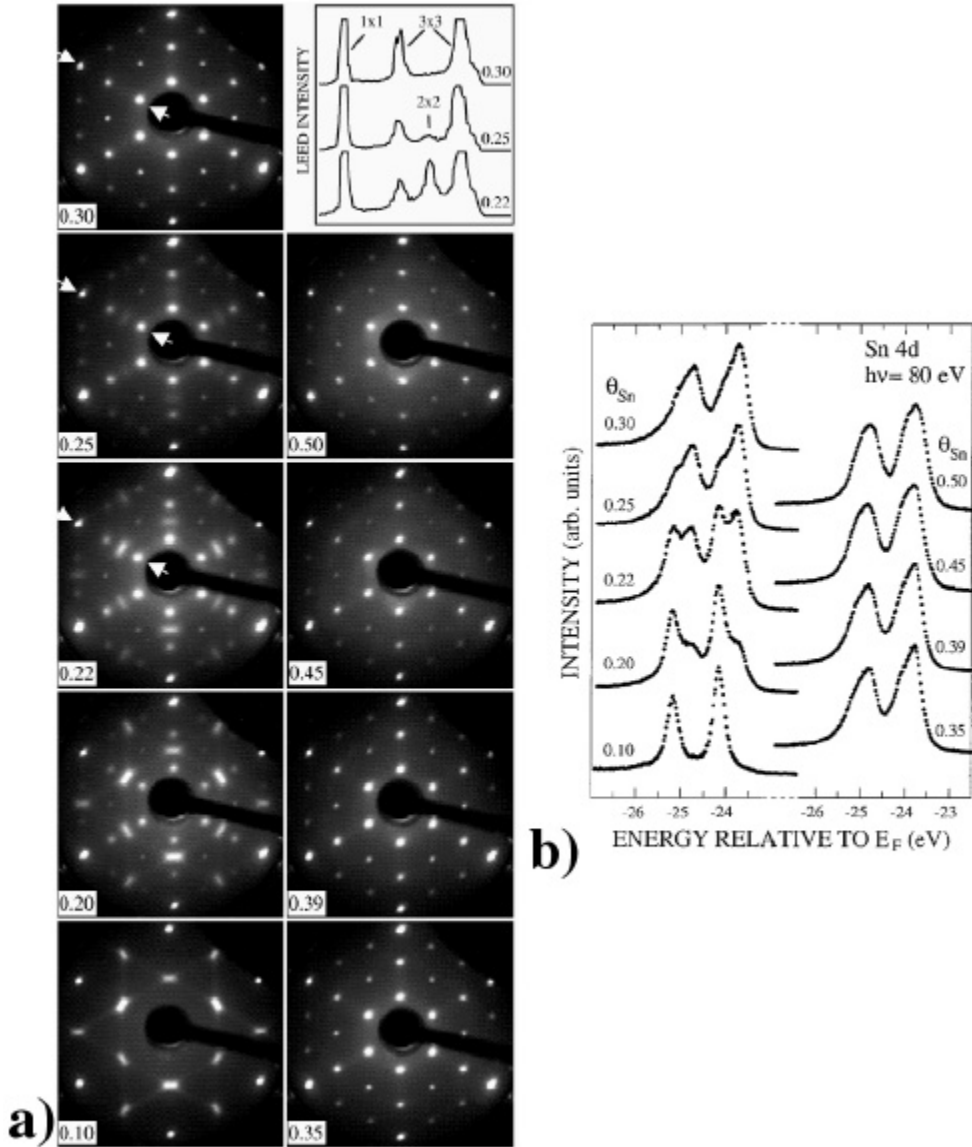 1x1
3x3
LEED INTENSITY
0.30
2x2
0.25
0.22
0.30
0.25
0.50
0.22
0.45
0.20
0.39
a)
0.10
0.35
Sn 4d
hν= 80 eV
θSn
0.30
θSn
0.50
0.25
0.45
0.22
0.39
0.20
0.35
0.10
INTENSITY (arb. units)
-26 -25 -24 -26 -25 -24 -23
b) ENERGY RELATIVE TO EF (eV)